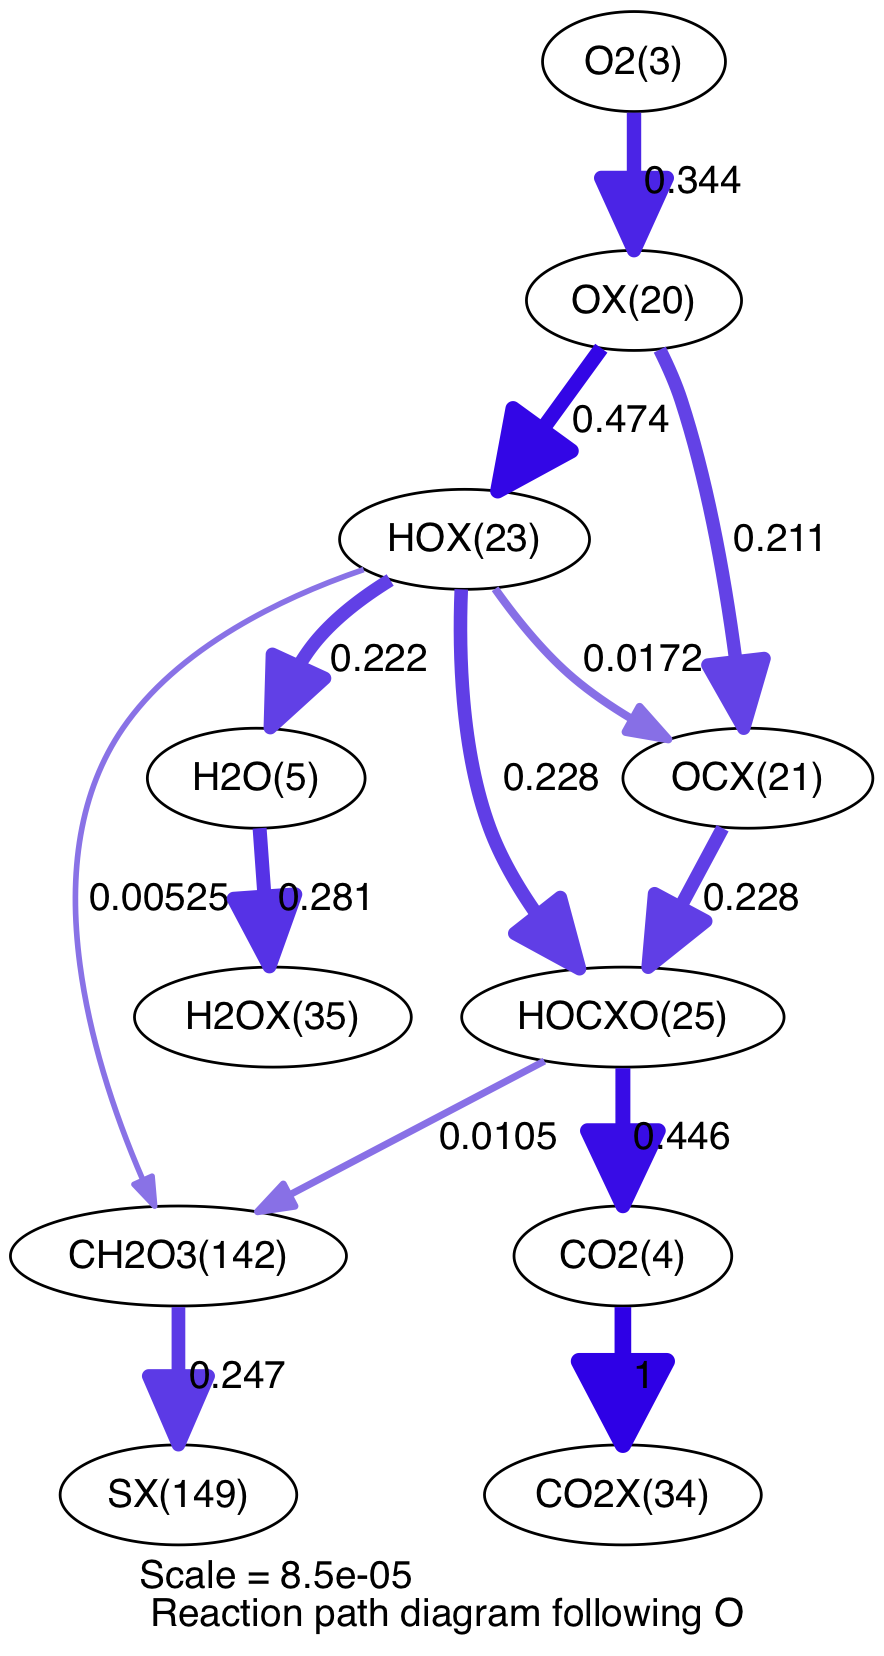 O2(3)
0.344
OX(20)
0.474
HOX(23)
0.211
0.222
0.0172
H2O(5)
0.228
OCX(21)
0.00525
0.281
0.228
H2OX(35)
HOCXO(25)
0.0105
0.446
CH2O3(142)
CO2(4)
0.247
1
SX(149)
CO2X(34)
Scale = 8.5e-05
Reaction path diagram following O